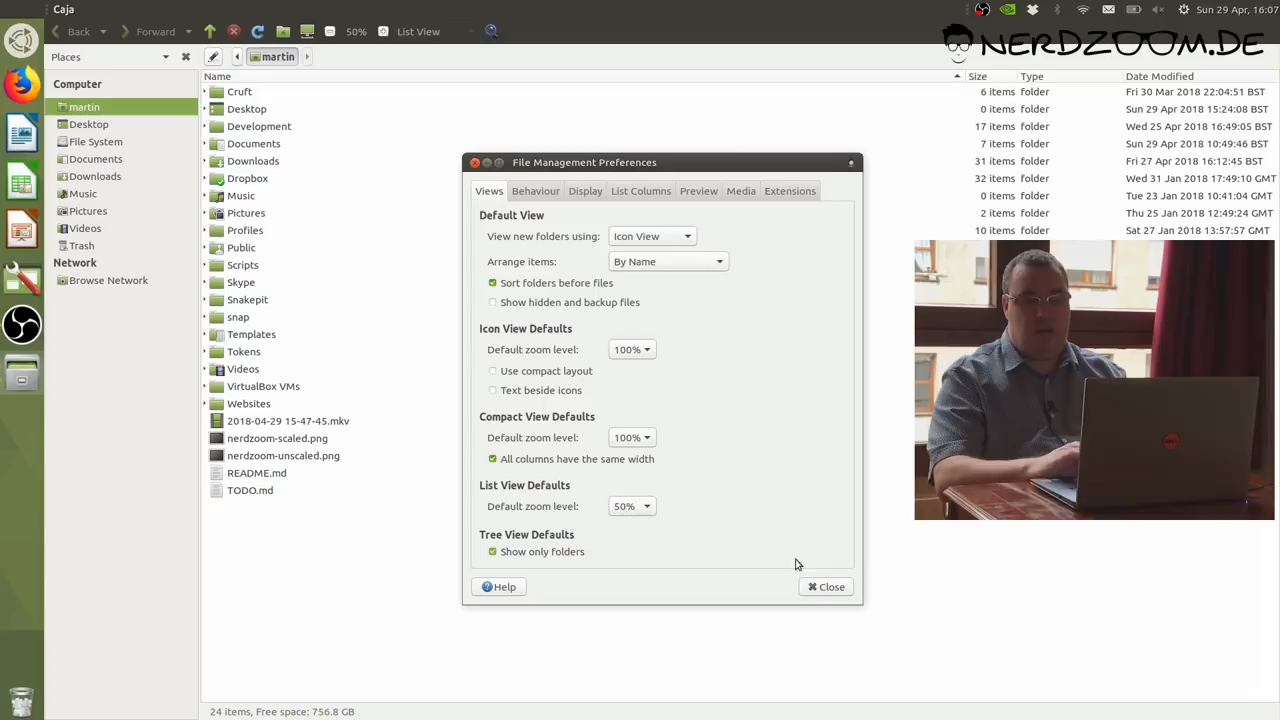 Caja
Sun 29 Apr, 16:07
Back Forward 50% List View
NERDZOOM.DE
Places
martin
Computer
martin
Desktop
File System
Documents
Downloads
Music
Pictures
Videos
Trash
Network
Browse Network
Name Size Type Date Modified
Cruft 6 items folder Fri 30 Mar 2018 22:04:51 BST
Desktop 0 items folder Sun 29 Apr 2018 15:24:08 BST
Development 17 items folder Wed 25 Apr 2018 16:49:05 BST
Documents 7 items folder Sun 29 Apr 2018 10:49:46 BST
Downloads 31 items folder Fri 27 Apr 2018 16:12:45 BST
Dropbox 32 items folder Wed 31 Jan 2018 17:49:10 GMT
Music 0 items folder Tue 23 Jan 2018 10:41:04 GMT
Pictures 2 items folder Thu 25 Jan 2018 12:49:24 GMT
Profiles 10 items folder Sat 27 Jan 2018 13:57:57 GMT
Public
Scripts
Skype
Snakepit
snap
Templates
Tokens
Videos
VirtualBox VMs
Websites
2018-04-29 15-47-45.mkv
nerdzoom-scaled.png
nerdzoom-unscaled.png
README.md
TODO.md
File Management Preferences
Views Behaviour Display List Columns Preview Media Extensions
Default View
View new folders using: Icon View
Arrange items: By Name
Sort folders before files
Show hidden and backup files
Icon View Defaults
Default zoom level: 100%
Use compact layout
Text beside icons
Compact View Defaults
Default zoom level: 100%
All columns have the same width
List View Defaults
Default zoom level: 50%
Tree View Defaults
Show only folders
Help Close
24 items, Free space: 756.8 GB